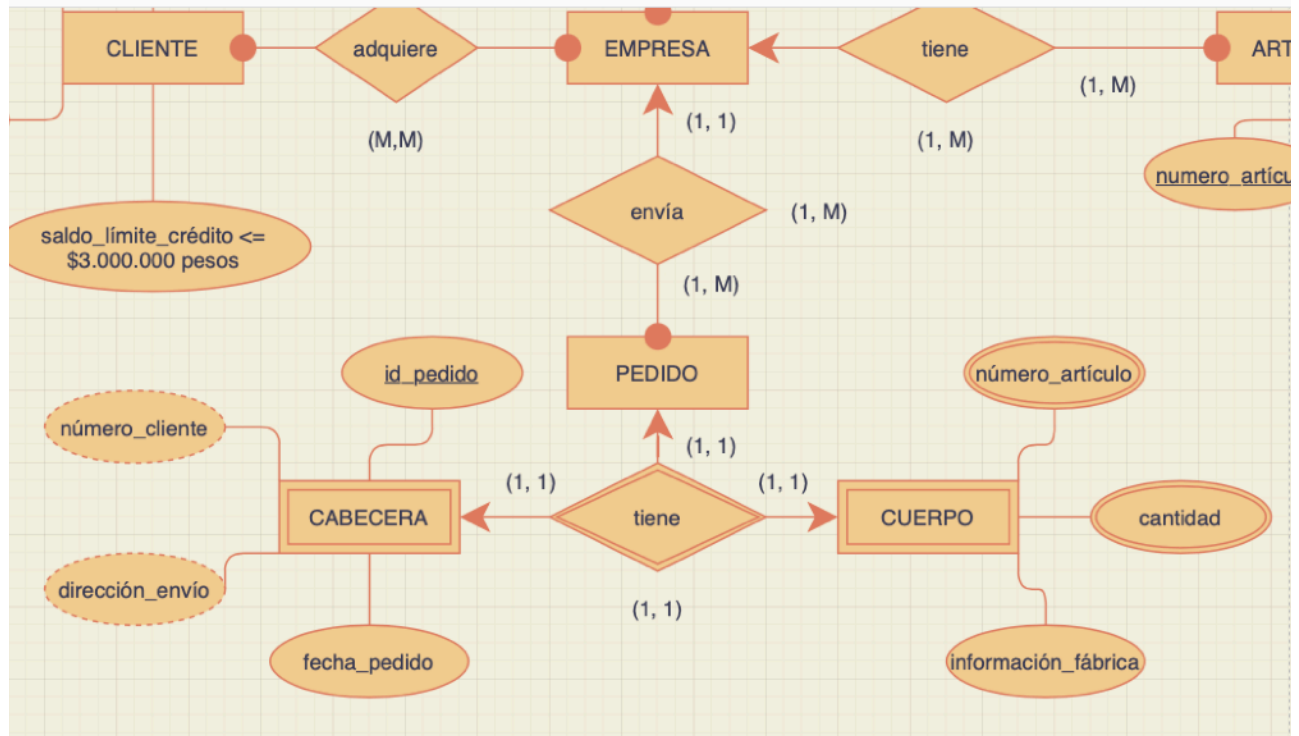 CLIENTE
adquiere
EMPRESA
tiene
(1, M)
(1, 1)
(M,M)
(1, M)
envía
(1, M)
saldo_límite_crédito <=
$3.000.000 pesos
(1, M)
id_pedido
PEDIDO
número_artículo
número_cliente
(1, 1)
(1, 1)
(1, 1)
CABECERA
tiene
CUERPO
cantidad
dirección_envío
(1, 1)
fecha_pedido
información_fábrica